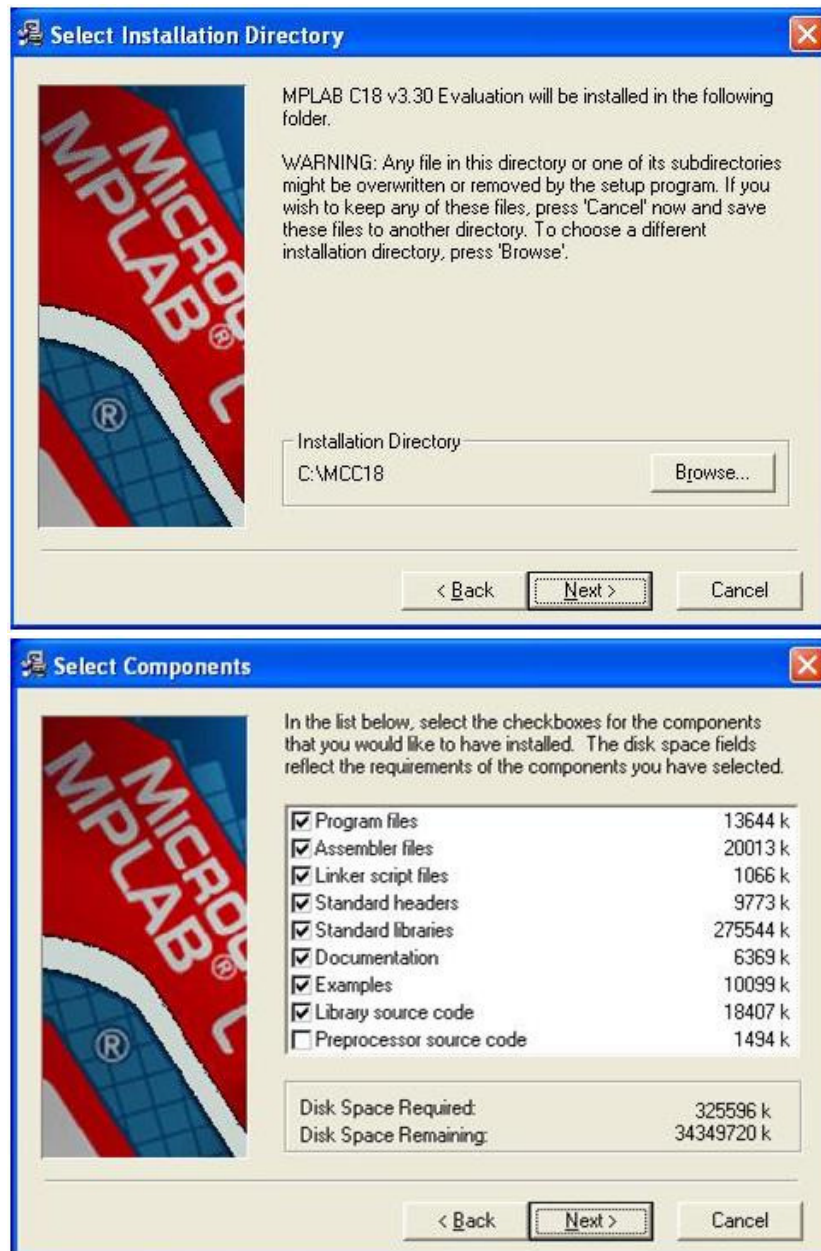 Select Installation Directory
MICROC
MPLAB® C
®
MPLAB C18 v3.30 Evaluation will be installed in the following
folder.
WARNING: Any file in this directory or one of its subdirectories
might be overwritten or removed by the setup program. If you
wish to keep any of these files, press 'Cancel' now and save
these files to another directory. To choose a different
installation directory, press 'Browse'.
Installation Directory
C:\MCC18
Browse...
< Back
Next >
Cancel
Select Components
MICROC
MPLAB® C
®
In the list below, select the checkboxes for the components
that you would like to have installed. The disk space fields
reflect the requirements of the components you have selected.
Program files 13644 k
Assembler files 20013 k
Linker script files 1066 k
Standard headers 9773 k
Standard libraries 275544 k
Documentation 6369 k
Examples 10099 k
Library source code 18407 k
Preprocessor source code 1494 k
Disk Space Required: 325596 k
Disk Space Remaining: 34349720 k
< Back
Next >
Cancel